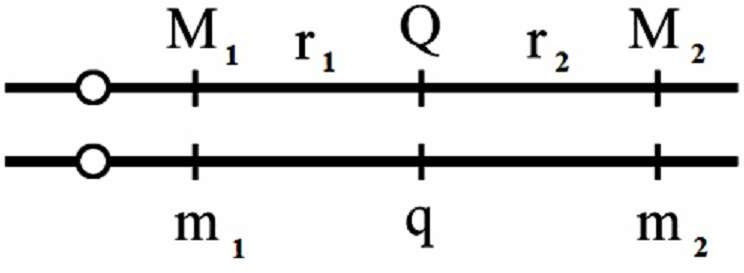 M₁ r₁ Q r₂ M₂
m₁ q m₂